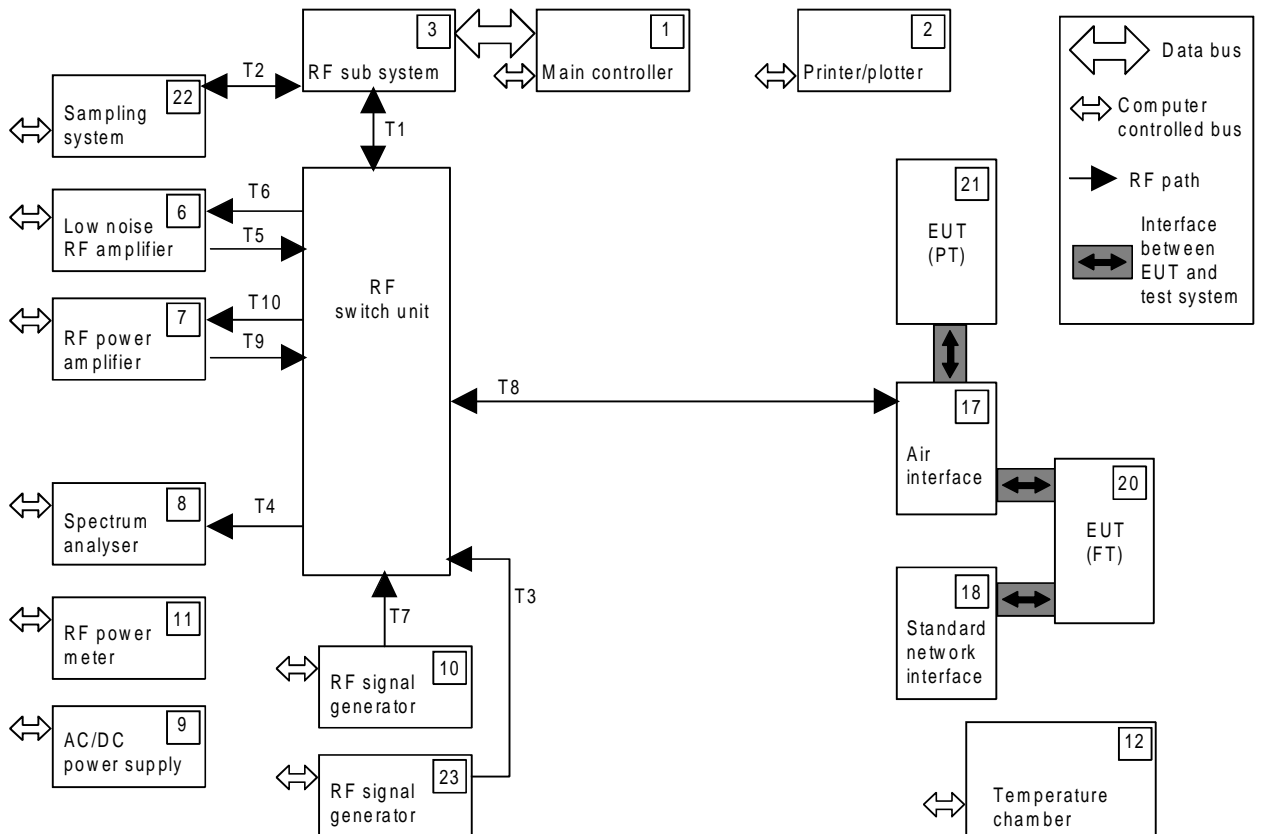 3
RF sub system
1
Main controller
2
Printer/plotter
Data bus
Computer
controlled bus
RF path
Interface
between
EUT and
test system
T2
22
Sampling
system
T1
T6
6
Low noise
RF amplifier
T5
T10
7
RF power
amplifier
T9
RF
switch unit
T8
21
EUT
(PT)
17
Air
interface
20
EUT
(FT)
18
Standard
network
interface
8
Spectrum
analyser
T4
T3
T7
11
RF power
meter
10
RF signal
generator
9
AC/DC
power supply
23
RF signal
generator
12
Temperature
chamber